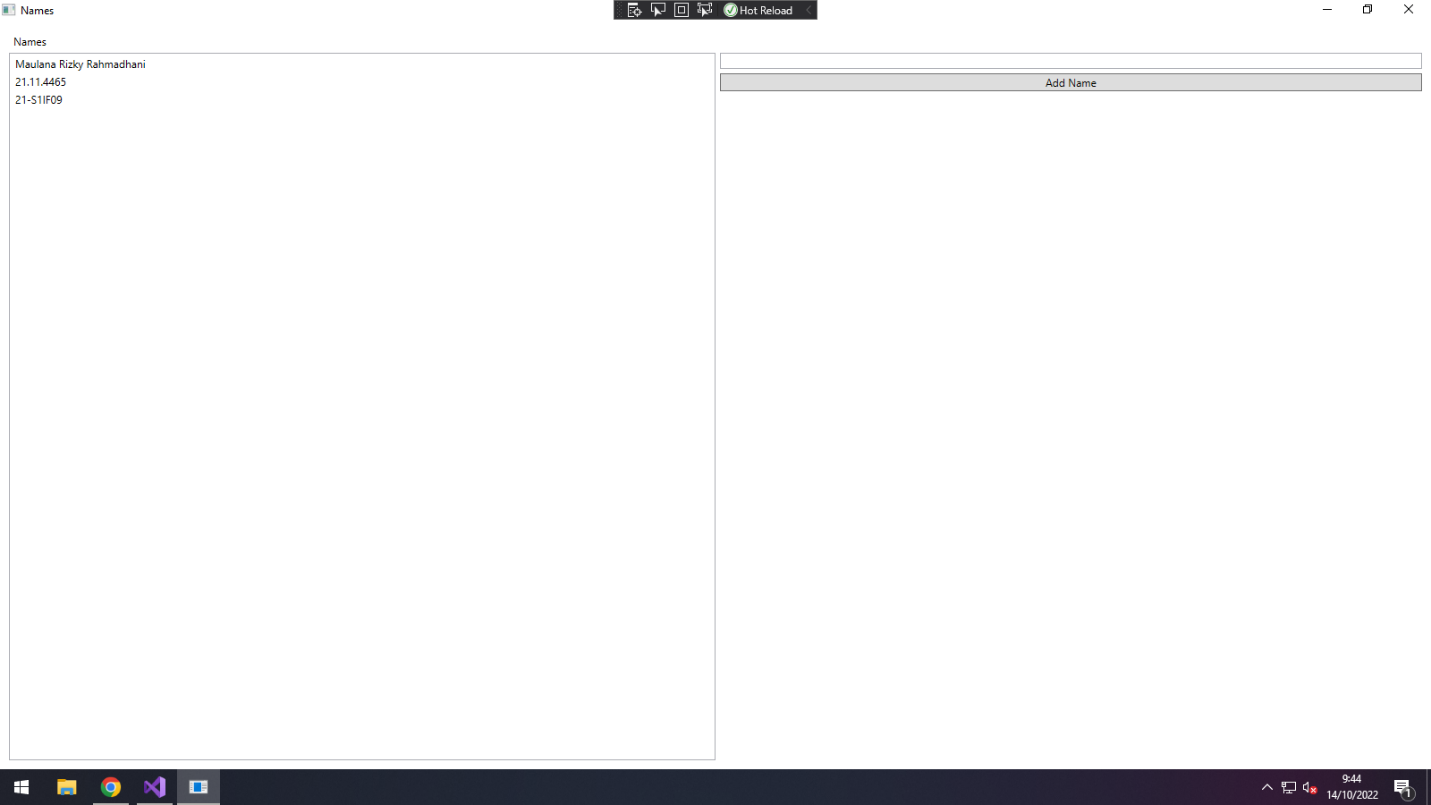 Names
Hot Reload
Names
Maulana Rizky Rahmadhani
21.11.4465
21-S1IF09
Add Name
9:44
14/10/2022
1